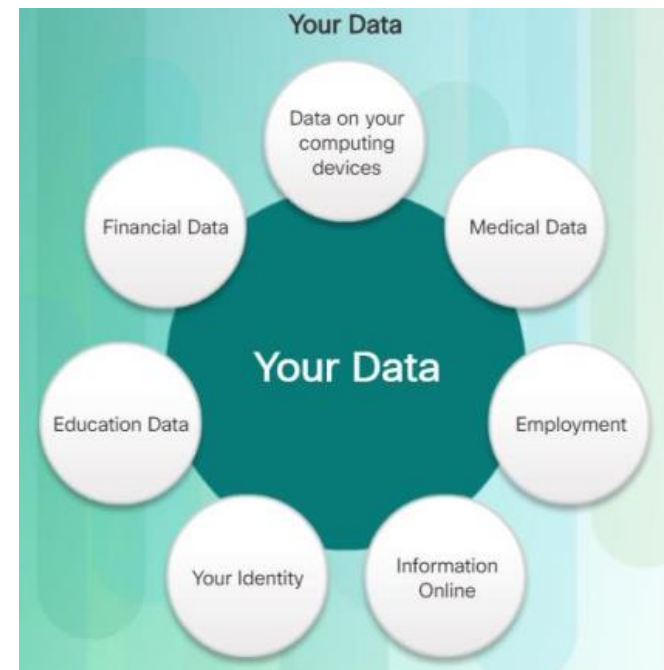 Your Data
Data on your
computing
devices
Financial Data
Medical Data
Your Data
Education Data
Employment
Your Identity
Information
Online